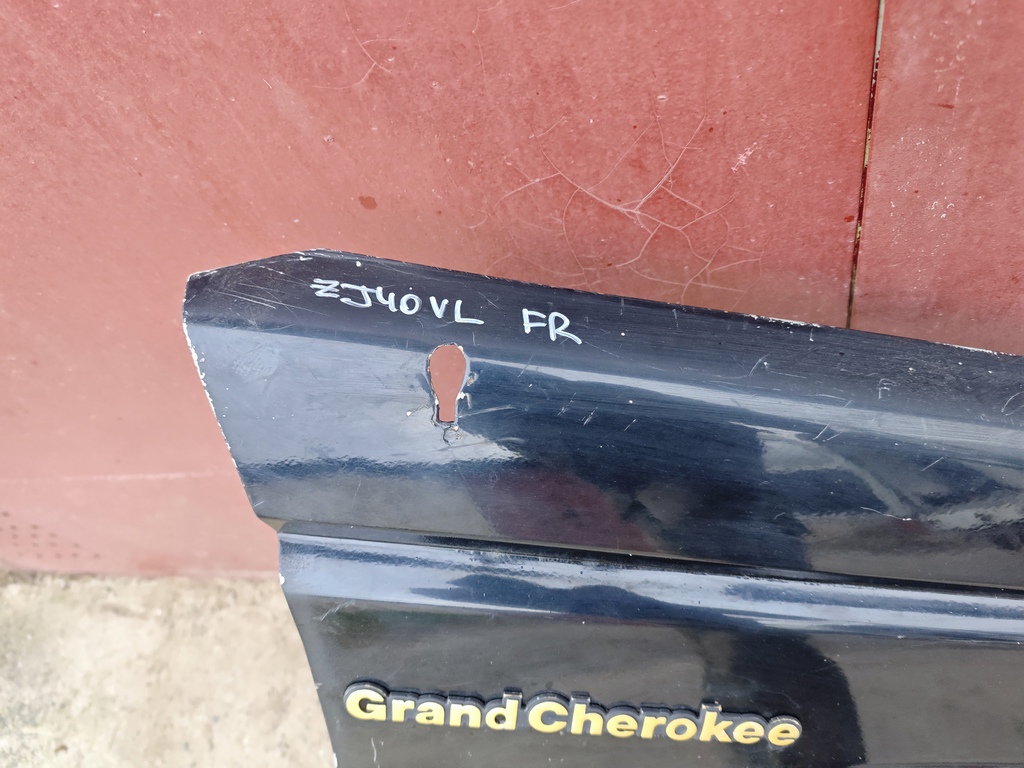 ZJ40VL FR
Grand Cherokee